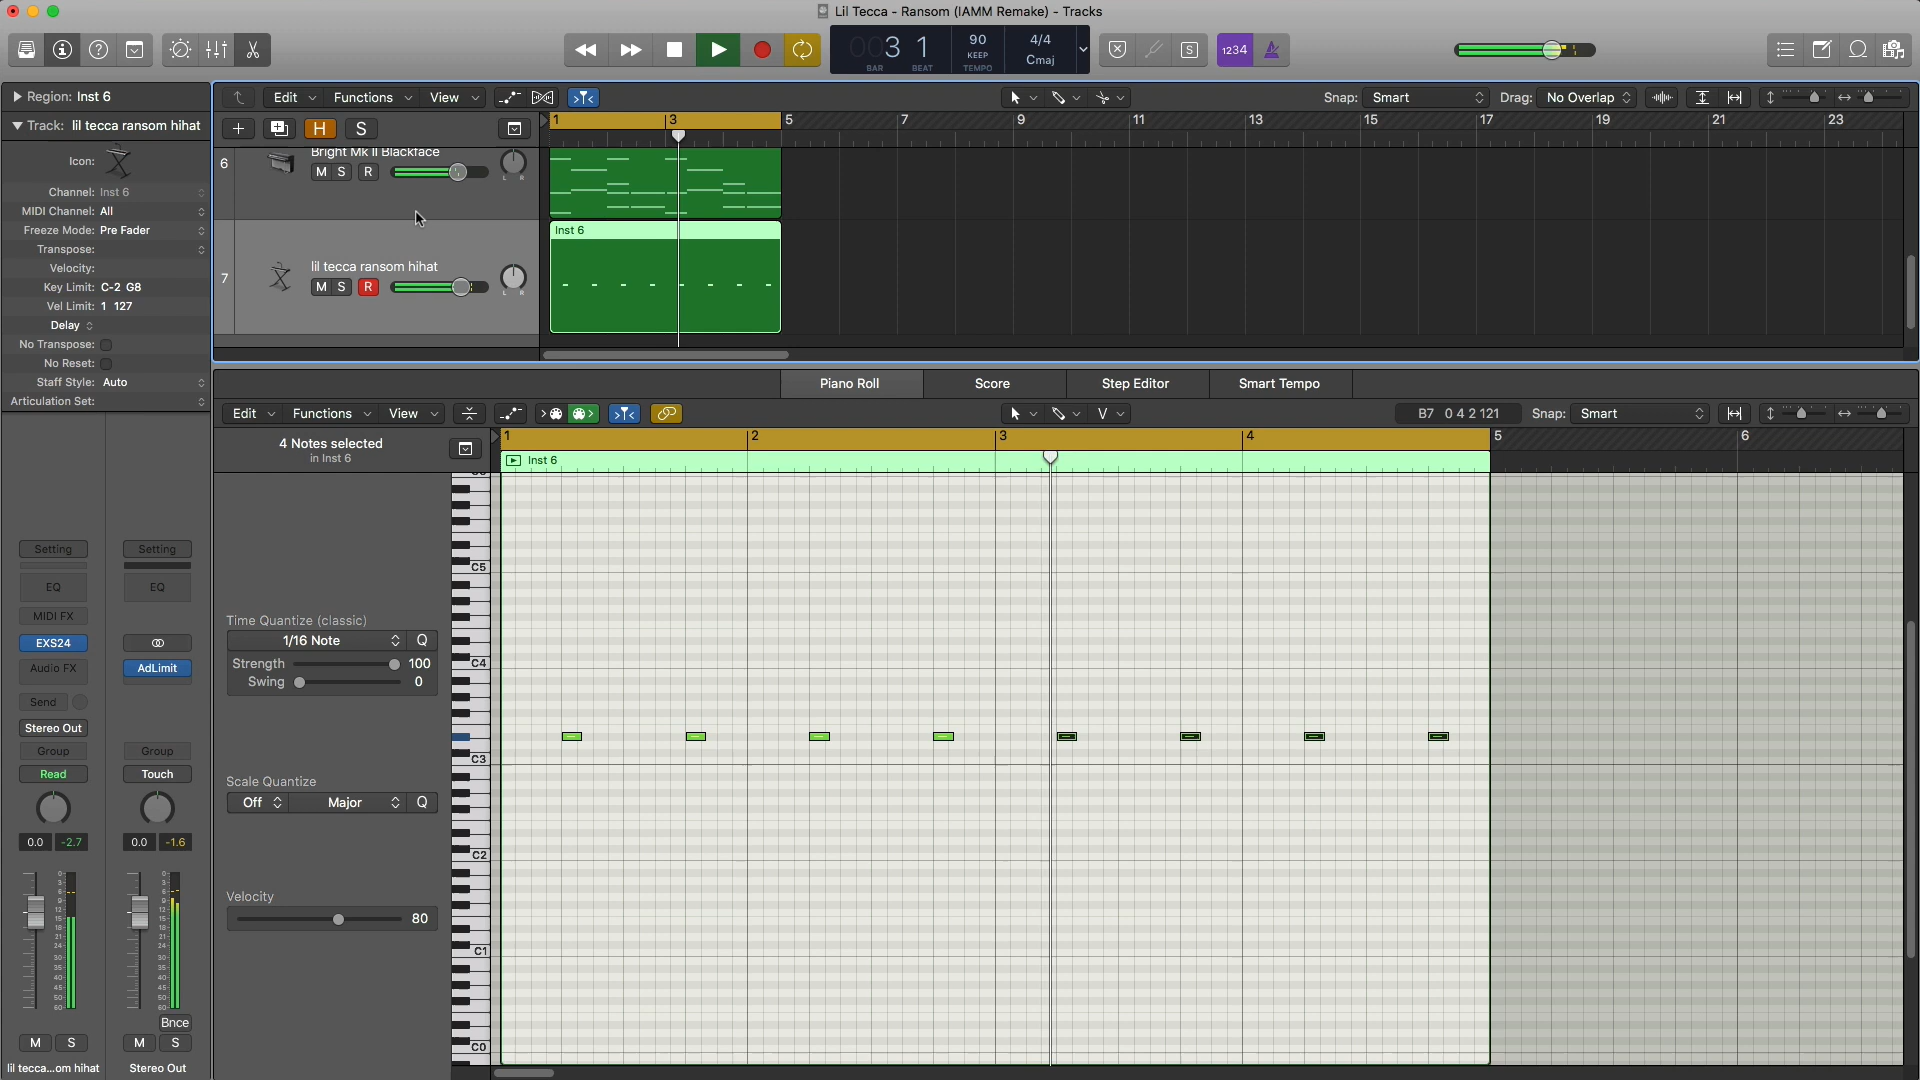 Lil Tecca - Ransom (IAMM Remake) - Tracks
003 1
BAR BEAT
90
KEEP
TEMPO
4/4
Cmaj
S
1234
Region: Inst 6
Edit Functions View
Snap: Smart
Drag: No Overlap
Track: lil tecca ransom hihat
H S
1 3 5 7 9 11 13 15 17 19 21 23
Icon:
Channel: Inst 6
MIDI Channel: All
Freeze Mode: Pre Fader
Transpose:
Velocity:
Key Limit: C-2 G8
Vel Limit: 1 127
Delay
No Transpose:
No Reset:
Staff Style: Auto
Articulation Set:
6
Bright Mk II Blackface
M S R
L R
Inst 6
7
lil tecca ransom hihat
M S R
L R
Piano Roll Score Step Editor Smart Tempo
Edit Functions View
V
B7 0 4 2 121
Snap: Smart
4 Notes selected
in Inst 6
1 2 3 4 5 6
Inst 6
C5
C4
C3
C2
C1
C0
Time Quantize (classic)
1/16 Note Q
Strength 100
Swing 0
Scale Quantize
Off Major Q
Velocity
80
Setting Setting
EQ EQ
MIDI FX
EXS24
Audio FX AdLimit
Send
Stereo Out
Group Group
Read Touch
0.0 -2.7 0.0 -1.6
Bnce
M S M S
lil tecca...om hihat Stereo Out